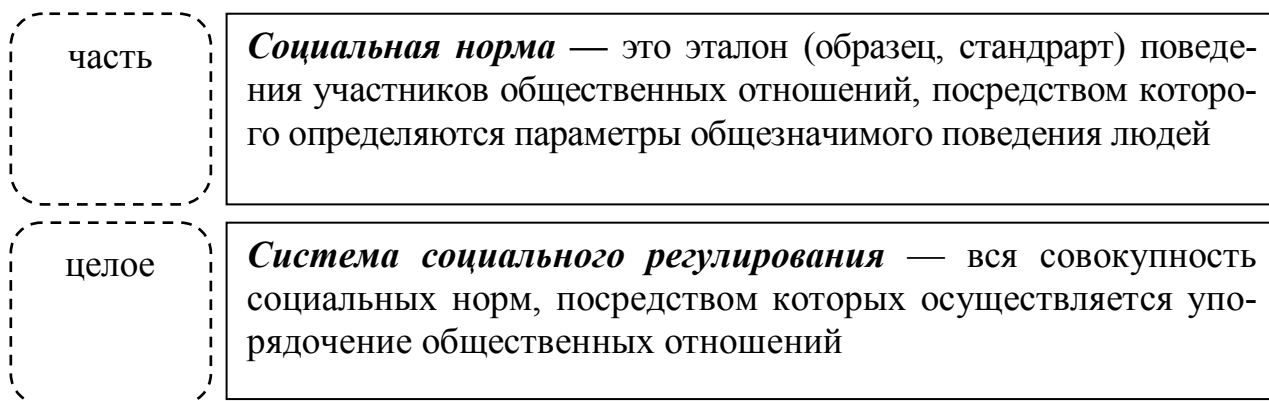 часть
Социальная норма — это эталон (образец, стандрарт) поведе-
ния участников общественных отношений, посредством которо-
го определяются параметры общезначимого поведения людей
целое
Система социального регулирования — вся совокупность
социальных норм, посредством которых осуществляется упо-
рядочение общественных отношений